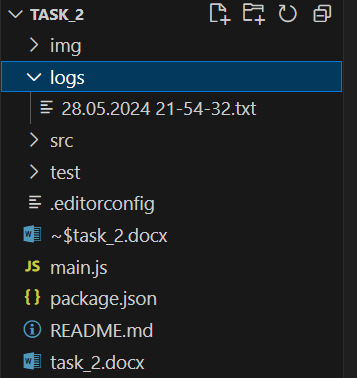 TASK_2
img
logs
28.05.2024 21-54-32.txt
src
test
.editorconfig
~$task_2.docx
JS main.js
{ } package.json
README.md
task_2.docx